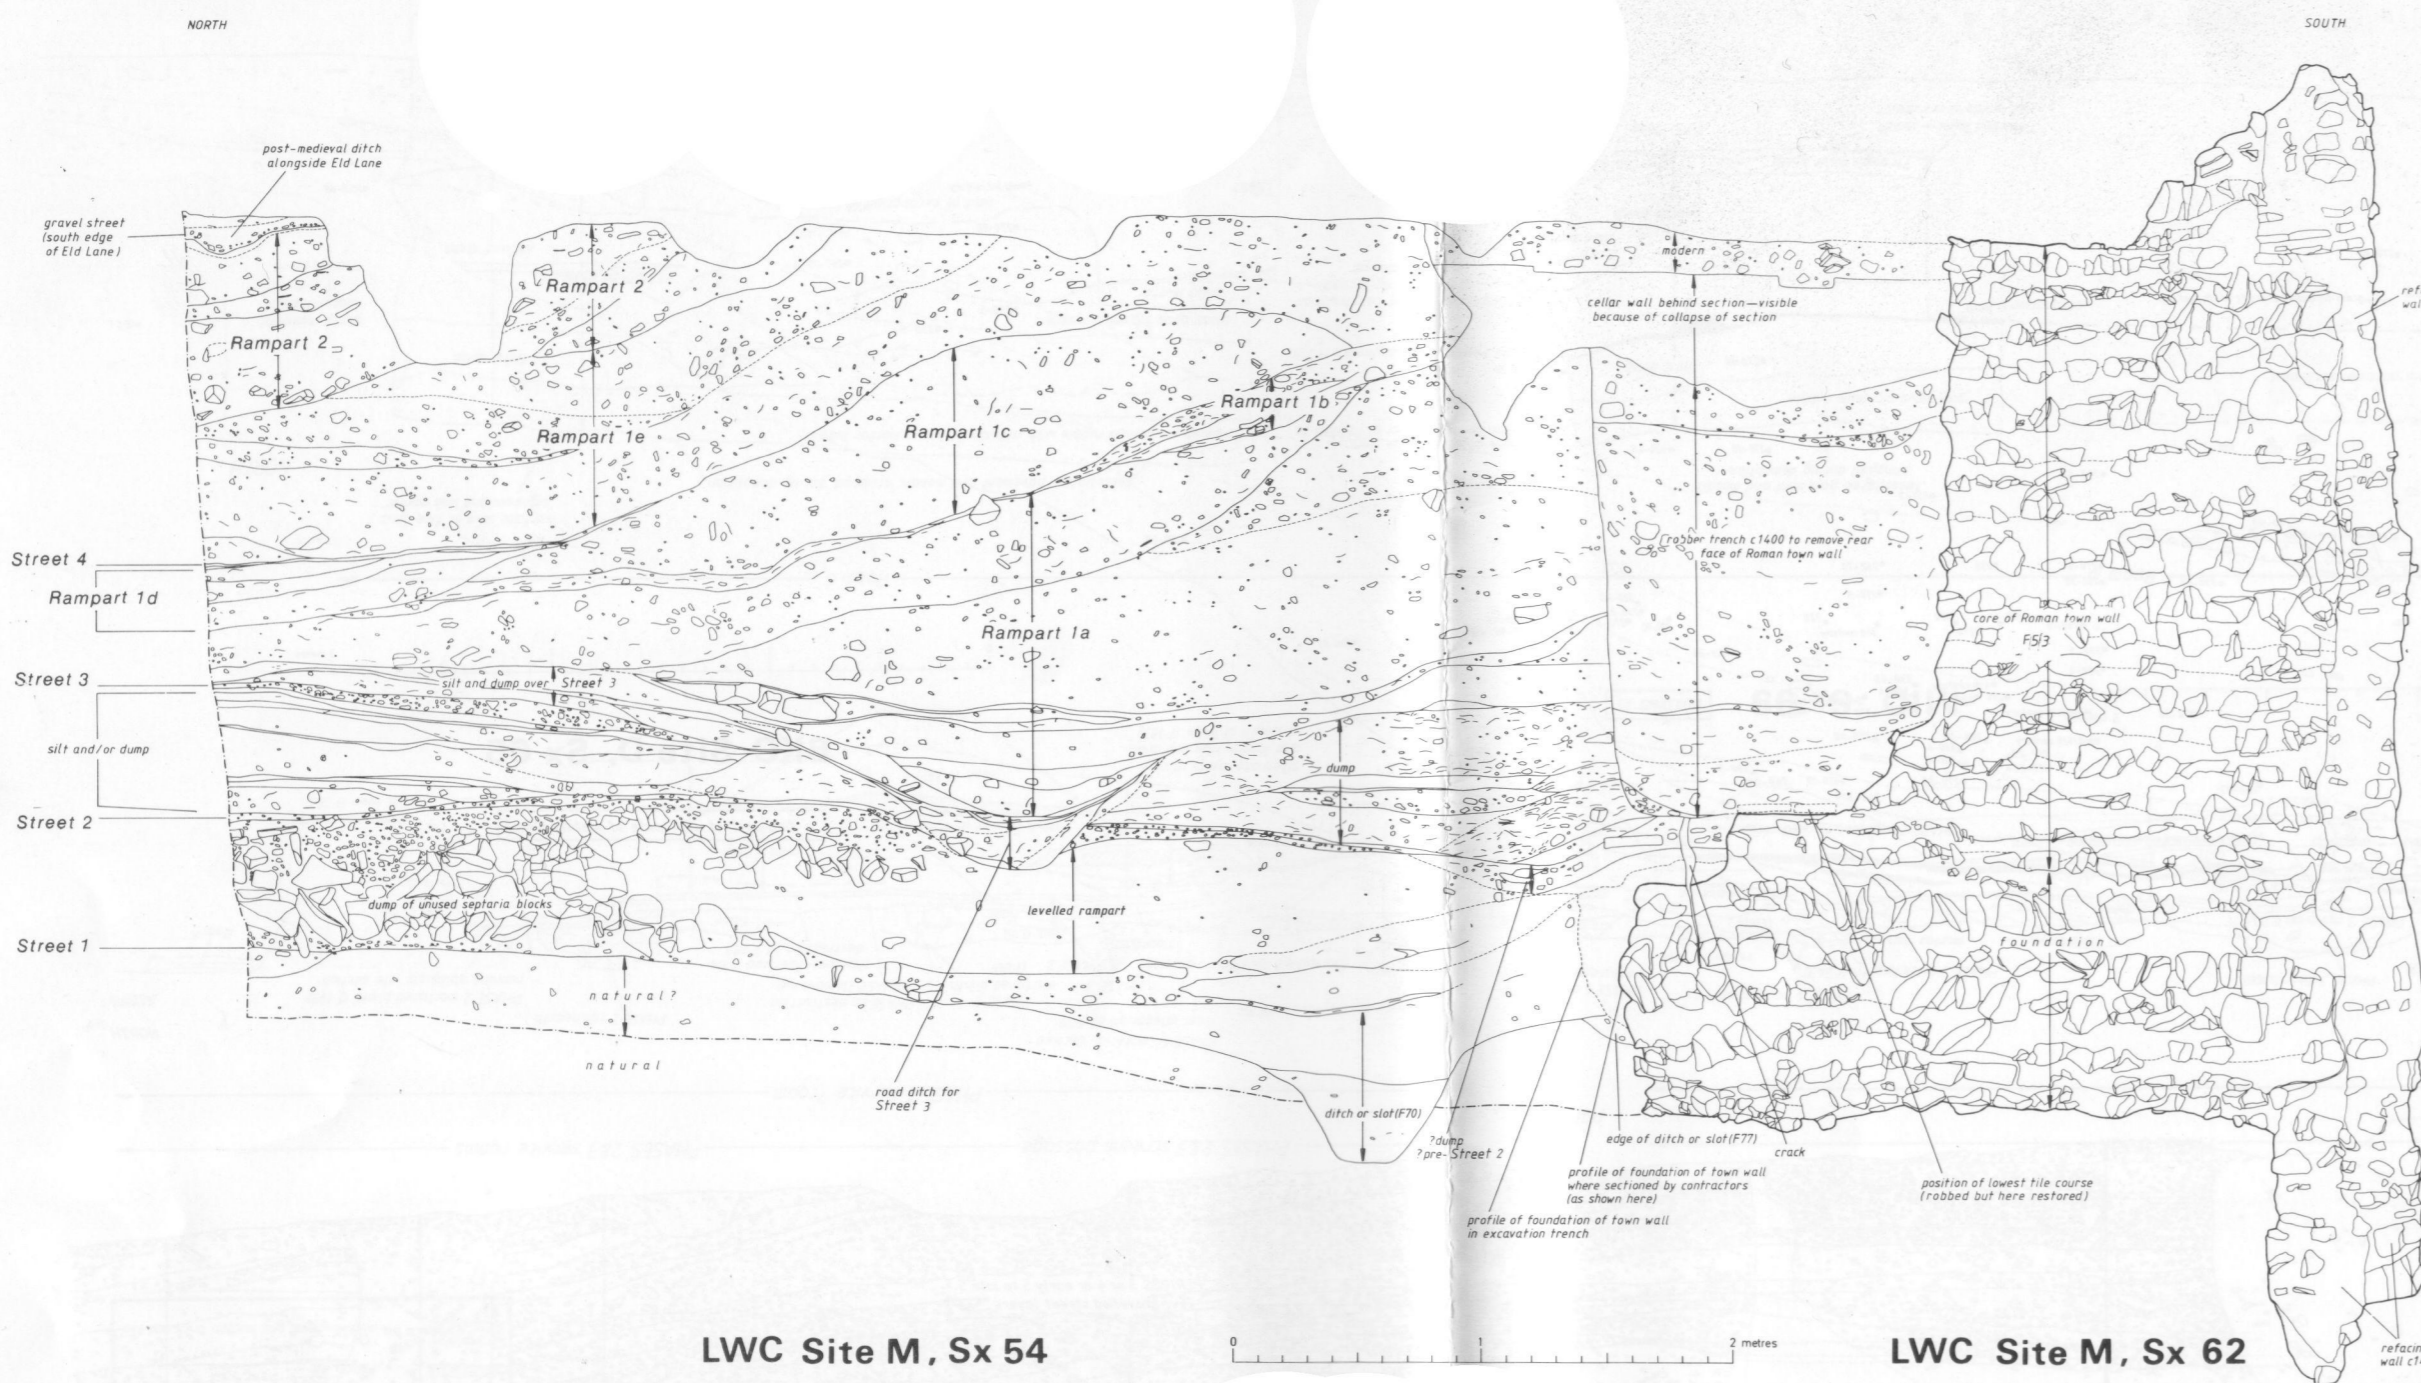 NORTH
SOUTH
post-medieval ditch
alongside Eld Lane
gravel street
(south edge
of Eld Lane)
modern
Rampart 2
cellar wall behind section—visible
because of collapse of section
Rampart 2
Rampart 1b
Rampart 1e
Rampart 1c
robber trench c1400 to remove rear
face of Roman town wall
Street 4
Rampart 1d
core of Roman town wall
F513
Rampart 1a
Street 3
silt and dump over Street 3
silt and/or dump
dump
Street 2
dump of unused septaria blocks
levelled rampart
Street 1
foundation
natural?
natural
road ditch for
Street 3
ditch or slot(F70)
?dump
?pre-Street 2
edge of ditch or slot(F77)
crack
profile of foundation of town wall
where sectioned by contractors
(as shown here)
position of lowest tile course
(robbed but here restored)
profile of foundation of town wall
in excavation trench
LWC Site M, Sx 54
0 1 2 metres
LWC Site M, Sx 62